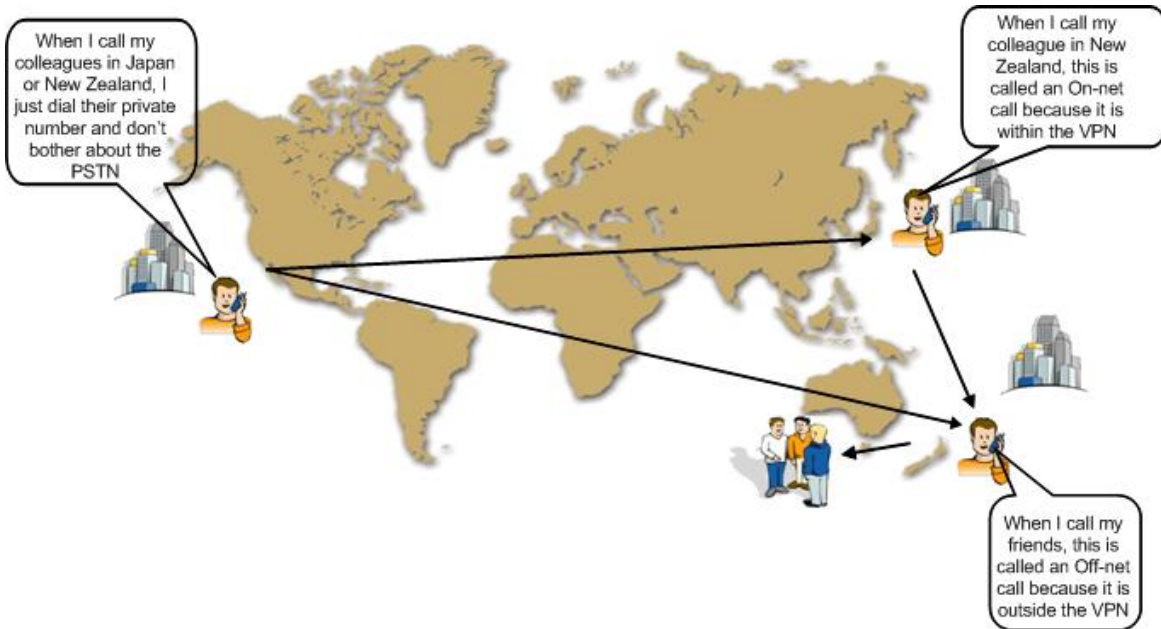 When I call my
colleagues in Japan
or New Zealand, I
just dial their private
number and don't
bother about the
PSTN
When I call my
colleague in New
Zealand, this is
called an On-net
call because it is
within the VPN
When I call my
friends, this is
called an Off-net
call because it is
outside the VPN